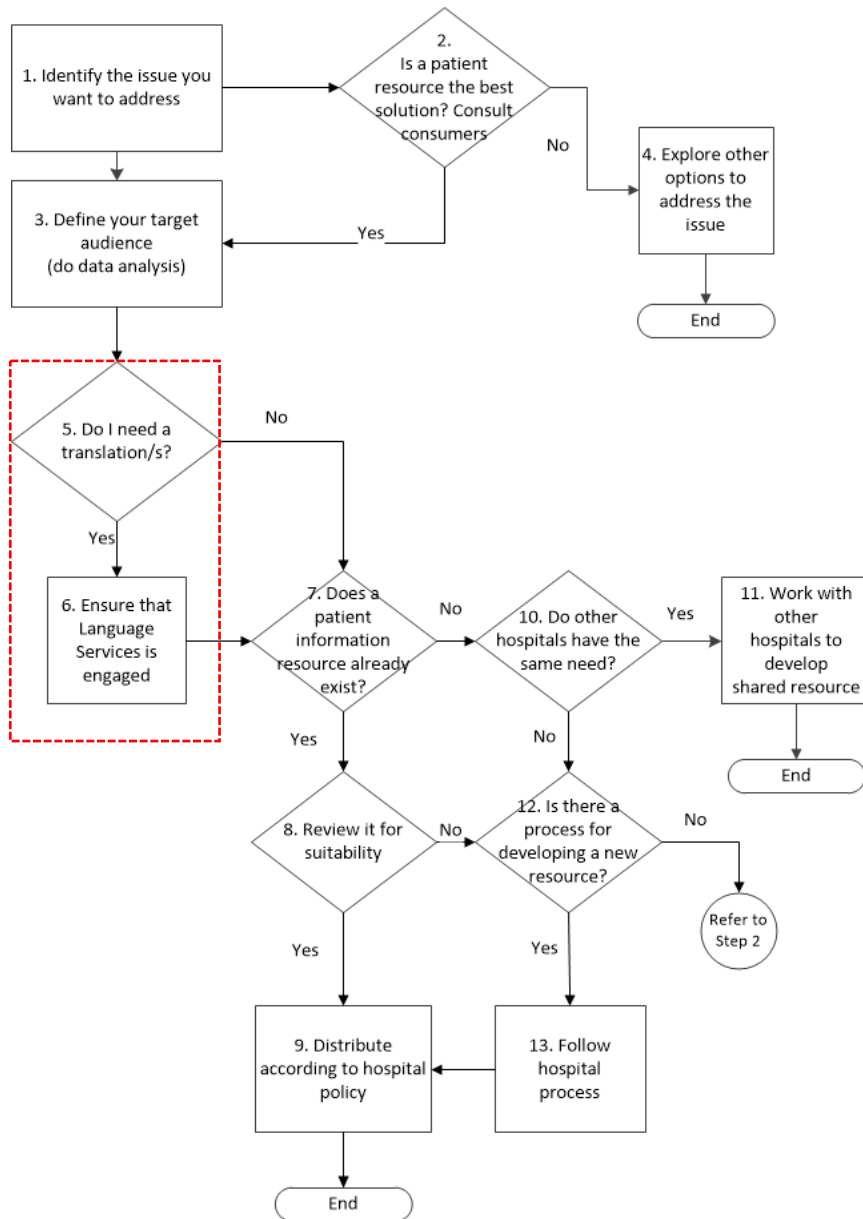 1. Identify the issue you
want to address
2.
Is a patient
resource the best
solution? Consult
consumers
No
4. Explore other
options to
address the
issue
3. Define your target
audience
(do data analysis)
Yes
End
5. Do I need a
translation/s?
No
Yes
6. Ensure that
Language
Services is
engaged
7. Does a
patient
information
resource already
exist?
No
10. Do other
hospitals have the
same need?
Yes
11. Work with
other
hospitals to
develop
shared resource
Yes
No
End
8. Review it for
suitability
No
12. Is there a
process for
developing a new
resource?
No
Refer to
Step 2
Yes
Yes
9. Distribute
according to hospital
policy
13. Follow
hospital
process
End